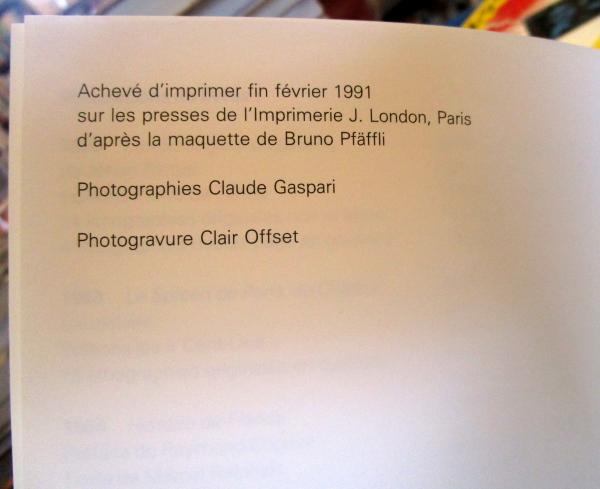 Achevé d'imprimer fin février 1991
sur les presses de l'Imprimerie J. London, Paris
d'après la maquette de Bruno Pfäffli
Photographies Claude Gaspari
Photogravure Clair Offset